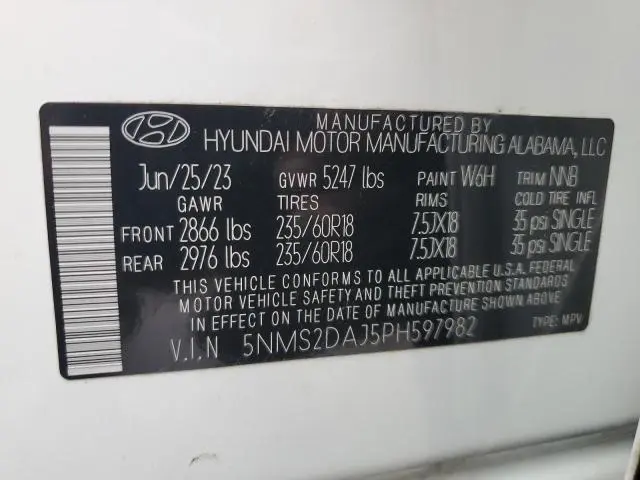 MANUFACTURED BY
HYUNDAI MOTOR MANUFACTURING ALABAMA, LLC
Jun/25/23 GVWR 5247 lbs PAINT W6H TRIM NNB
GAWR TIRES RIMS COLD TIRE INFL
FRONT 2866 lbs 235/60R18 7.5JX18 35 psi SINGLE
REAR 2976 lbs 235/60R18 7.5JX18 35 psi SINGLE
THIS VEHICLE CONFORMS TO ALL APPLICABLE U.S.A. FEDERAL
MOTOR VEHICLE SAFETY AND THEFT PREVENTION STANDARDS
IN EFFECT ON THE DATE OF MANUFACTURE SHOWN ABOVE.
V.I.N 5NMS2DAJ5PH597982 TYPE: MPV